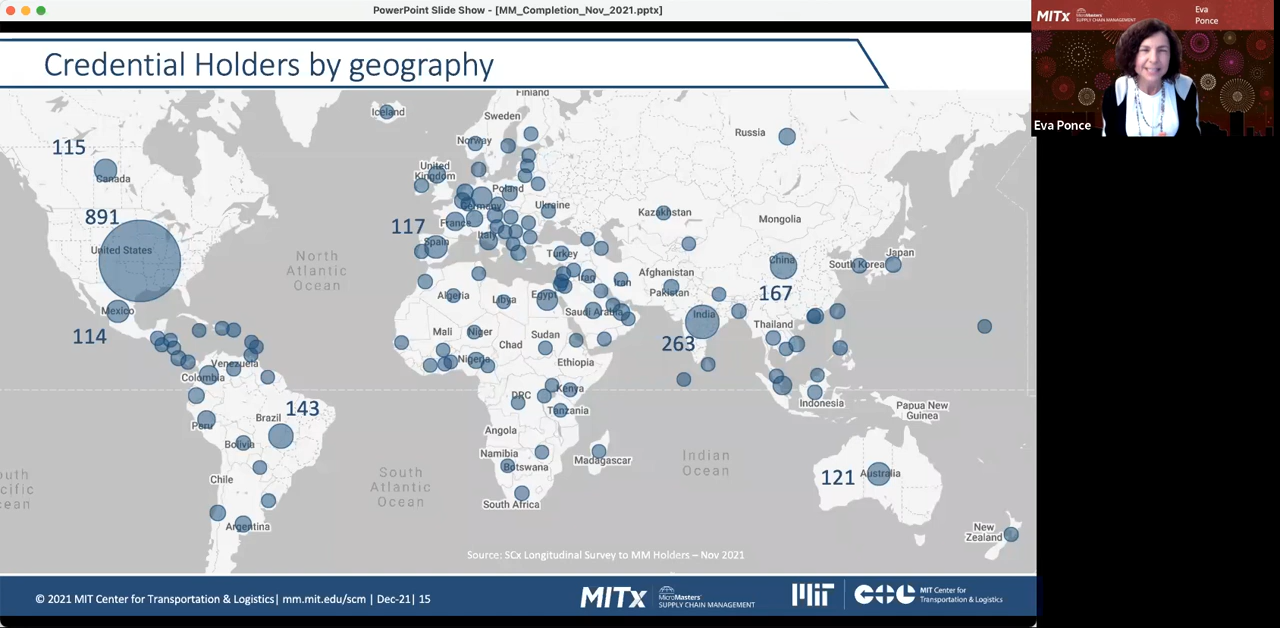 PowerPoint Slide Show - [MM_Completion_Nov_2021.pptx]
MITx
MicroMasters
SUPPLY CHAIN MANAGEMENT
Eva
Ponce
Eva Ponce
Credential Holders by geography
Iceland
Finland
Sweden
Norway
Russia
115
Canada
United
Kingdom
Poland
Germany
Ukraine
891
117
France
Kazakhstan
Mongolia
United States
Spain
Italy
Turkey
China
South Korea
Japan
North
Atlantic
Ocean
Afghanistan
Iraq
Iran
Pakistan
167
Algeria
Libya
Egypt
Saudi Arabia
India
Mexico
114
Mali
Niger
Chad
Sudan
Thailand
263
Nigeria
Ethiopia
Venezuela
Colombia
DRC
Kenya
Tanzania
Indonesia
Papua New
Guinea
143
Brazil
Peru
Bolivia
Angola
Namibia
Botswana
Madagascar
Indian
Ocean
South
Atlantic
Ocean
outh
cific
ean
Chile
121
Australia
South Africa
Argentina
New
Zealand
Source: SCx Longitudinal Survey to MM Holders – Nov 2021
© 2021 MIT Center for Transportation & Logistics| mm.mit.edu/scm | Dec-21| 15
MITx
MicroMasters
SUPPLY CHAIN MANAGEMENT
MIT
CTL
MIT Center for
Transportation & Logistics